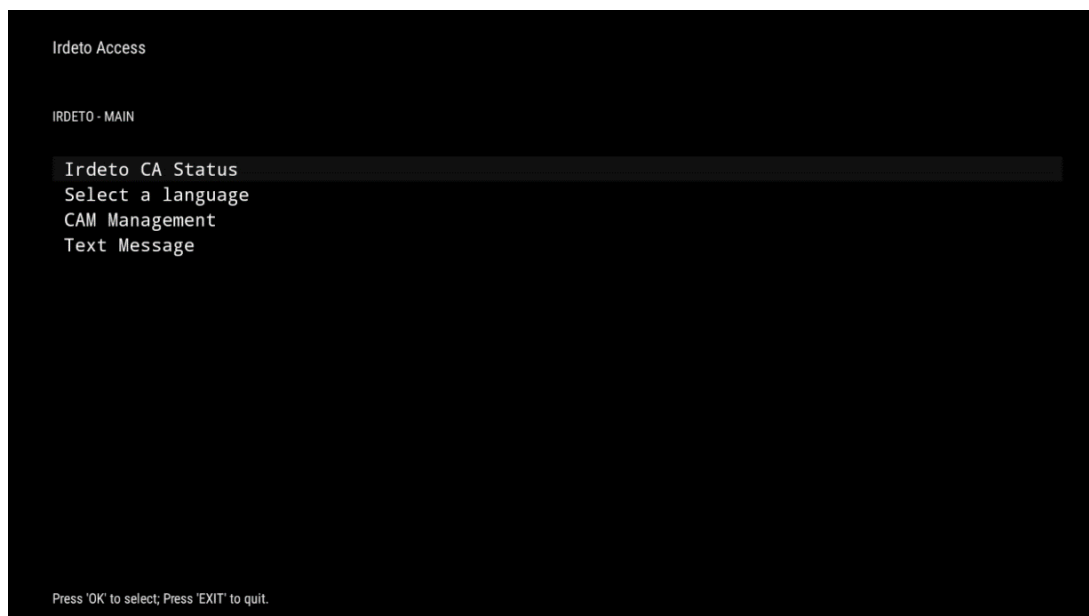 Irdeto Access
IRDETO - MAIN
Irdeto CA Status
Select a language
CAM Management
Text Message
Press 'OK' to select; Press 'EXIT' to quit.